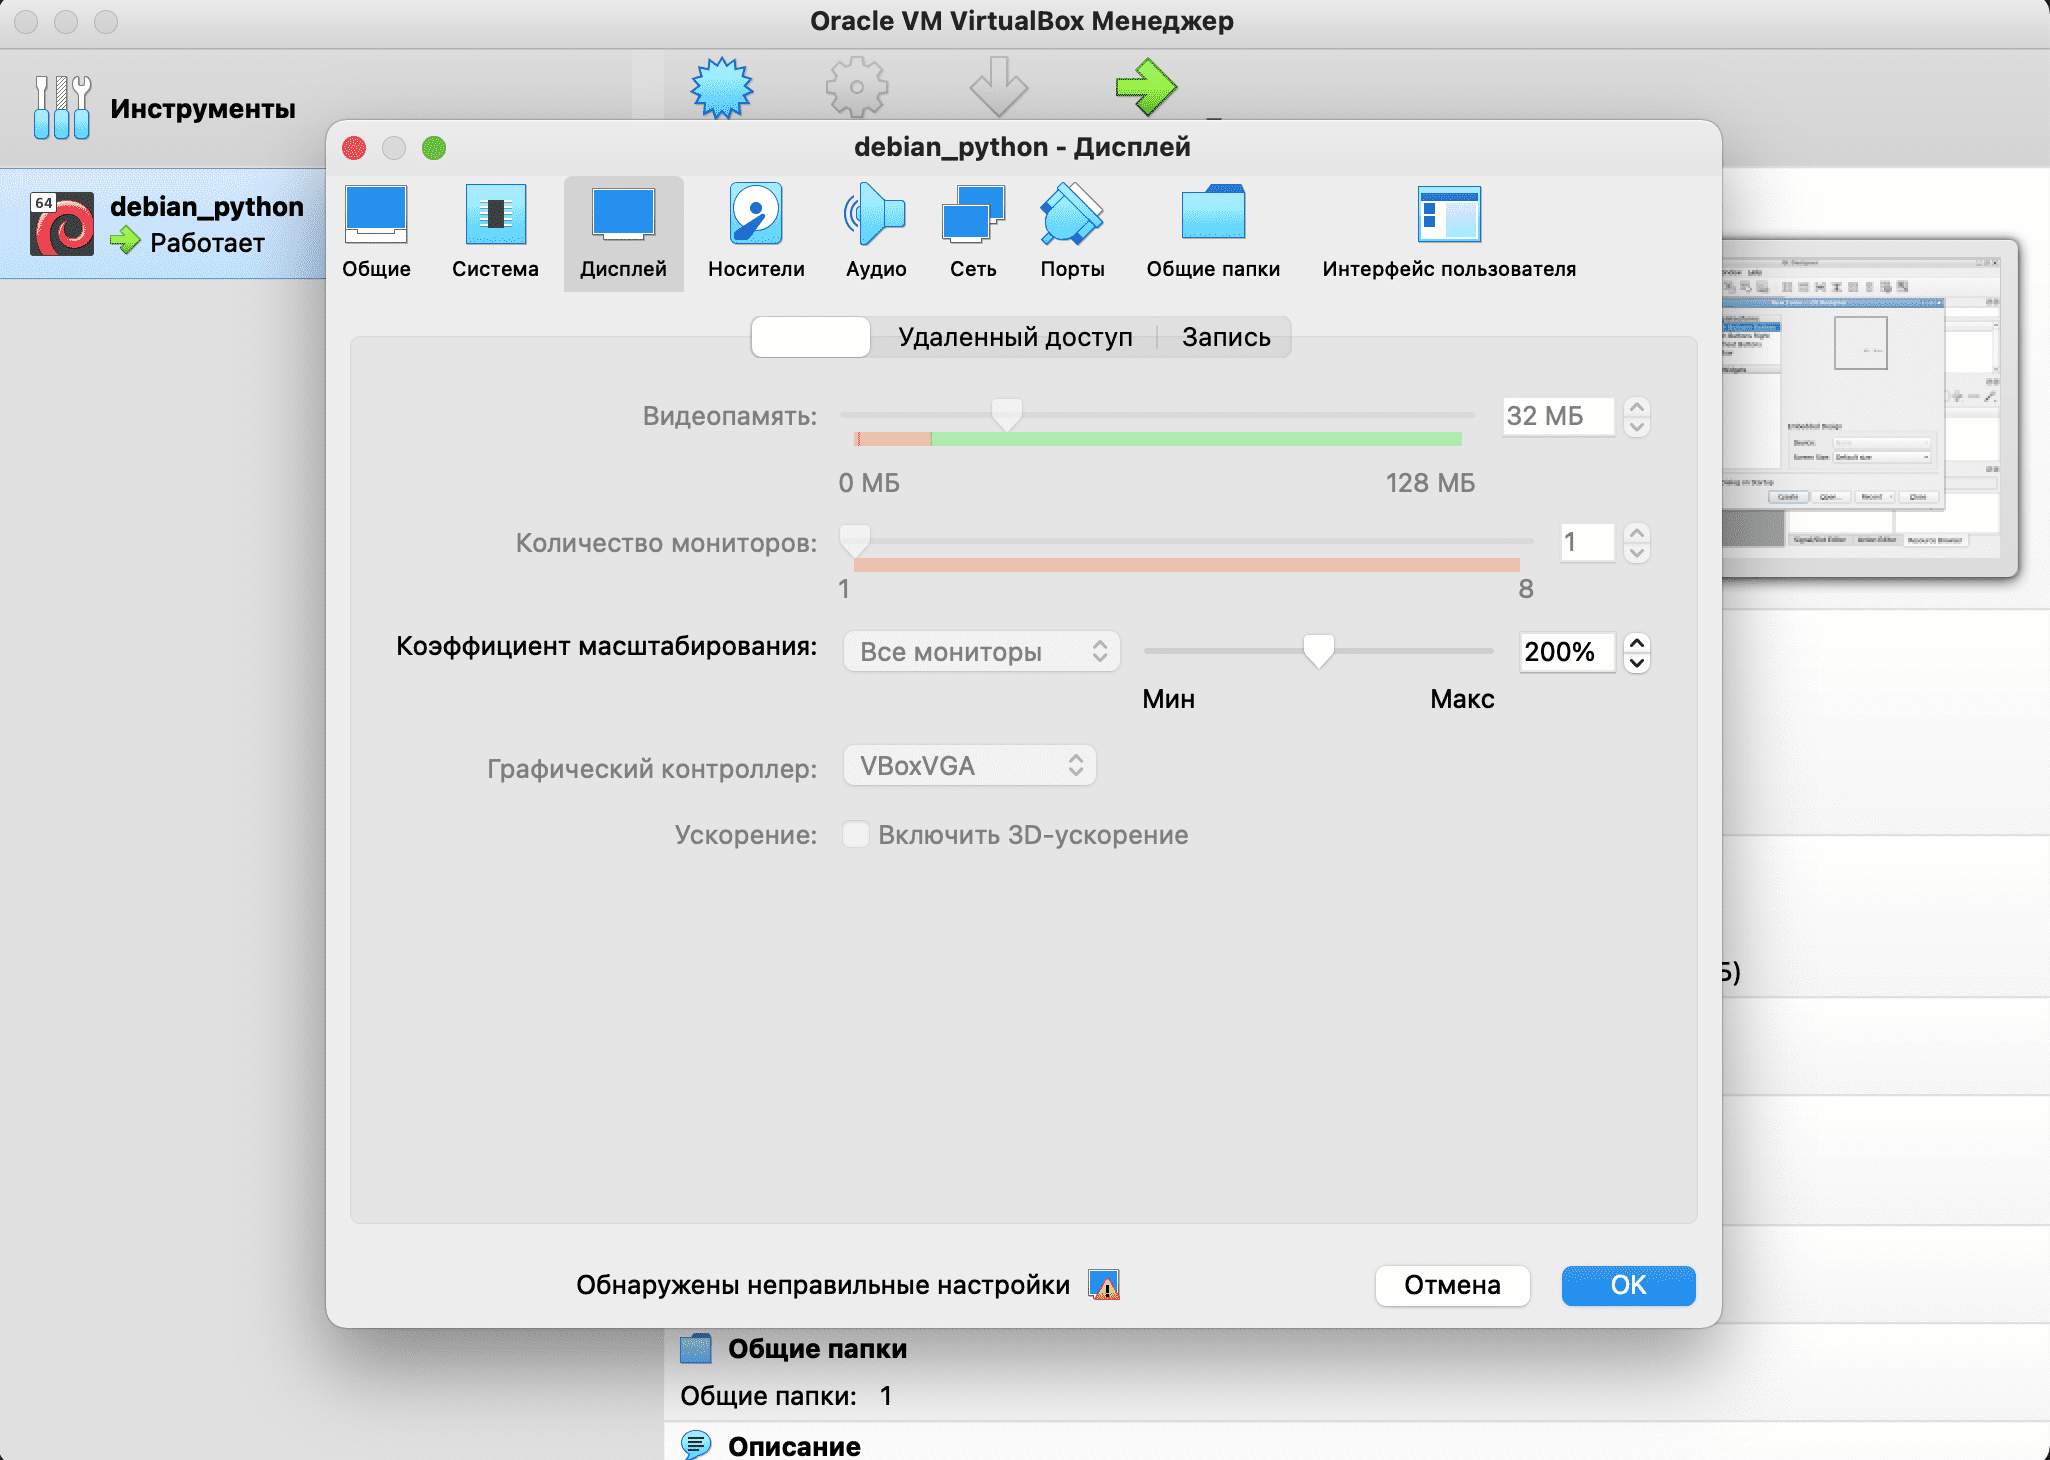 Oracle VM VirtualBox Менеджер
Инструменты
64
debian_python
Работает
debian_python - Дисплей
Общие
Система
Дисплей
Носители
Аудио
Сеть
Порты
Общие папки
Интерфейс пользователя
Удаленный доступ
Запись
Видеопамять:
32 МБ
0 МБ
128 МБ
Количество мониторов:
1
1
8
Коэффициент масштабирования:
Все мониторы
200%
Мин
Макс
Графический контроллер:
VBoxVGA
Ускорение:
Включить 3D-ускорение
Обнаружены неправильные настройки
Отмена
OK
Общие папки
Общие папки: 1
Описание